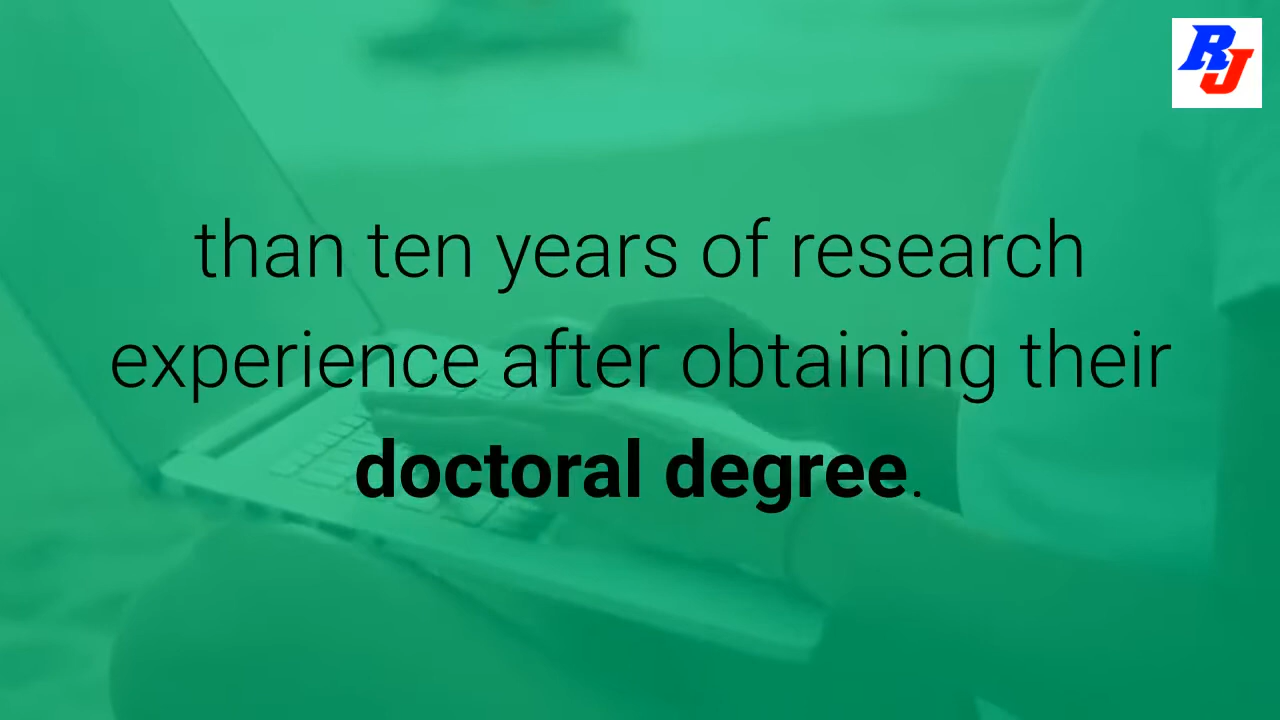 RJ
than ten years of research
experience after obtaining their
doctoral degree.